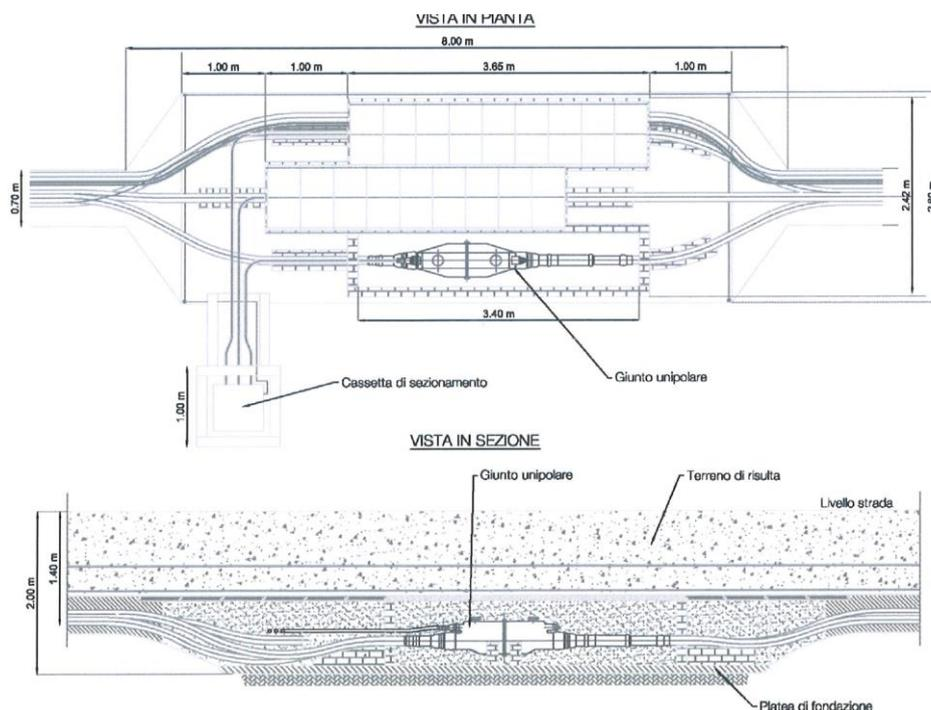 VISTA IN PIANTA
8.00 m
1.00 m
1.00 m
3.65 m
1.00 m
0.70 m
2.42 m
3.40 m
Giunto unipolare
Cassetta di sezionamento
1.00 m
VISTA IN SEZIONE
Giunto unipolare
Terreno di risulta
Livello strada
2.00 m
1.40 m
Platea di fondazione